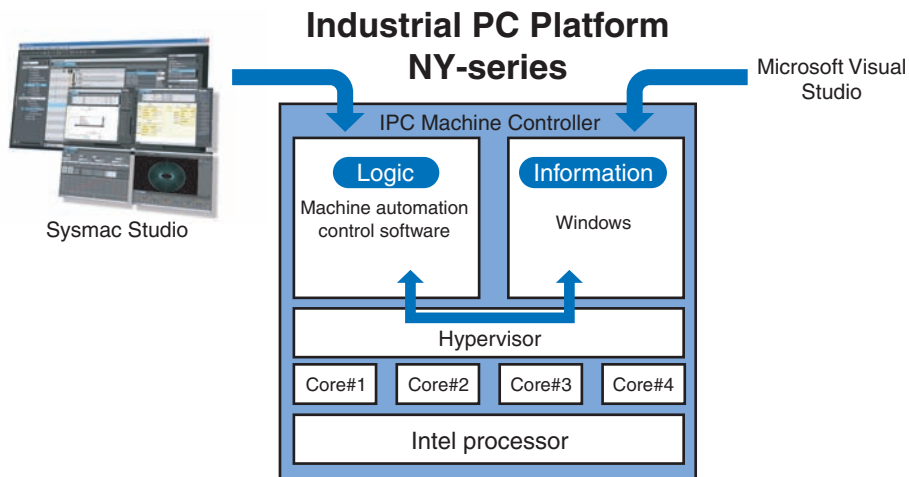 Industrial PC Platform
NY-series
Microsoft Visual
Studio
IPC Machine Controller
Logic
Machine automation
control software
Information
Windows
Sysmac Studio
Hypervisor
Core#1
Core#2
Core#3
Core#4
Intel processor